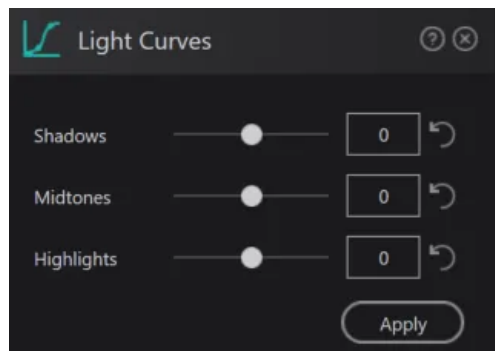 Light Curves
Shadows 0
Midtones 0
Highlights 0
Apply